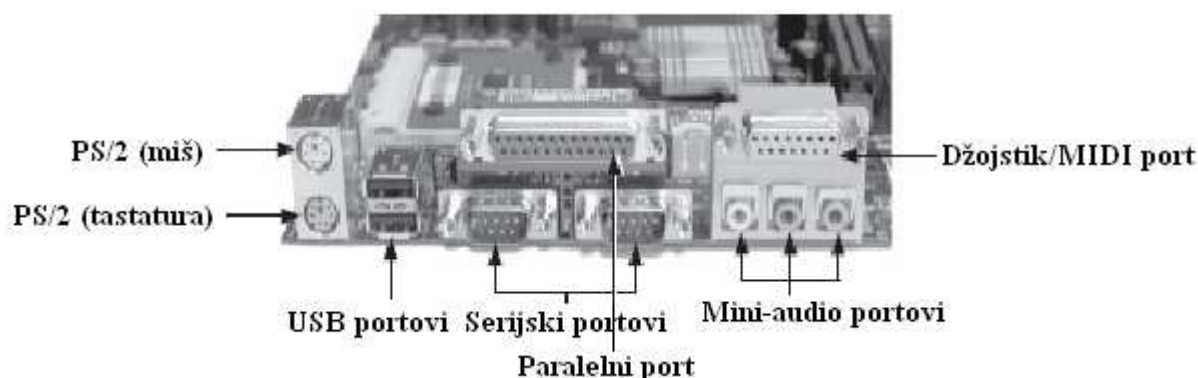 PS/2 (miš)
Džojstik/MIDI port
PS/2 (tastatura)
USB portovi
Serijski portovi
Mini-audio portovi
Paralelni port